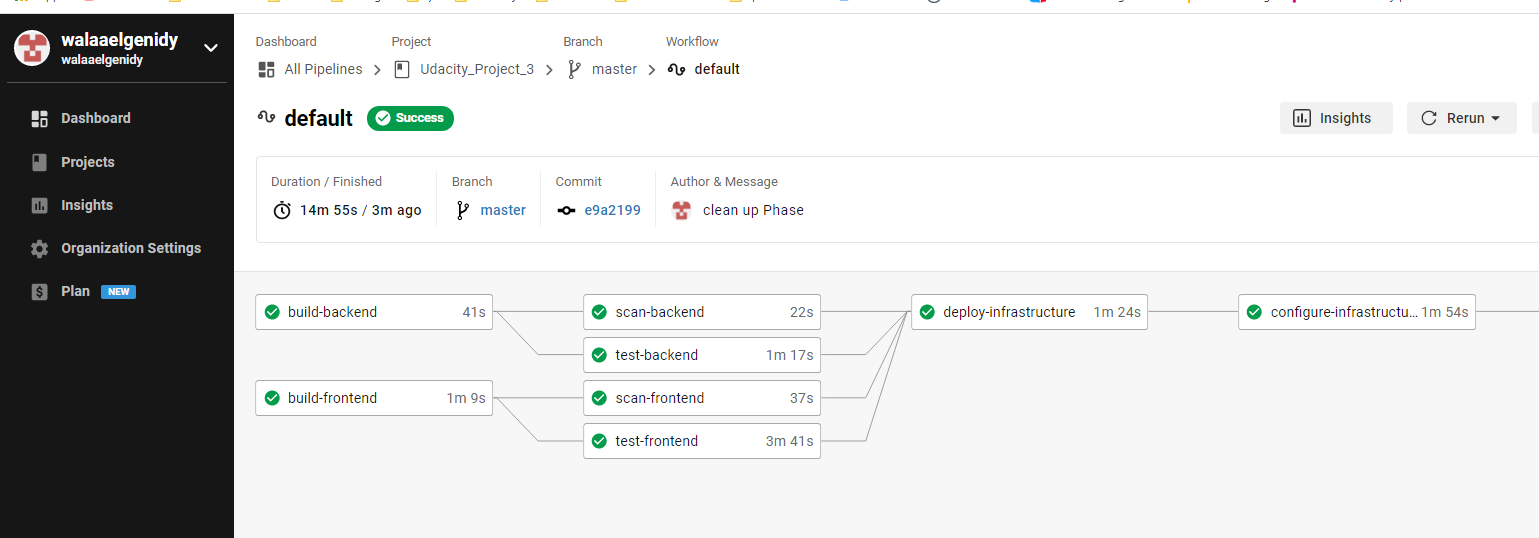 walaaelgenidy
walaaelgenidy
Dashboard
Projects
Insights
Organization Settings
Plan NEW
Dashboard Project Branch Workflow
All Pipelines Udacity_Project_3 master default
default Success
Insights Rerun
Duration / Finished Branch Commit Author & Message
14m 55s / 3m ago master e9a2199 clean up Phase
build-backend 41s scan-backend 22s deploy-infrastructure 1m 24s configure-infrastructu... 1m 54s
test-backend 1m 17s
build-frontend 1m 9s scan-frontend 37s
test-frontend 3m 41s